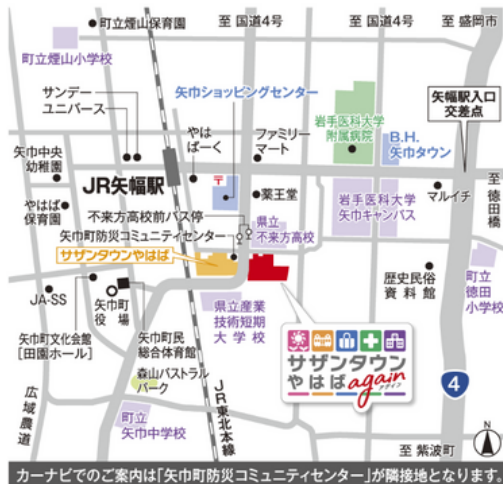 町立煙山保育園
至 国道4号
至 国道4号
至 盛岡市
町立煙山小学校
サンデー
ユニバース
矢巾ショッピングセンター
岩手医科大学
附属病院
矢幅駅入口
交差点
B.H.
矢巾タウン
矢巾中央
幼稚園
やは
ぱーく
ファミリー
マート
JR矢幅駅
〒
薬王堂
岩手医科大学
矢巾キャンパス
マルイチ
至 徳田橋
やはば
保育園
不来方高校前バス停
矢巾町防災コミュニティセンター
県立
不来方高校
サザンタウンやはば
歴史民俗
資料館
町立
徳田
小学校
JA-SS
矢巾町
役場
県立産業
技術短期
大学校
矢巾町文化会館
[田園ホール]
矢巾町民
総合体育館
サザンタウン
やはば again
アゲイン
森山パストラル
パーク
広域農道
町立
矢巾中学校
JR東北本線
4
N
至 紫波町
カーナビでのご案内は「矢巾町防災コミュニティセンター」が隣接地となります。